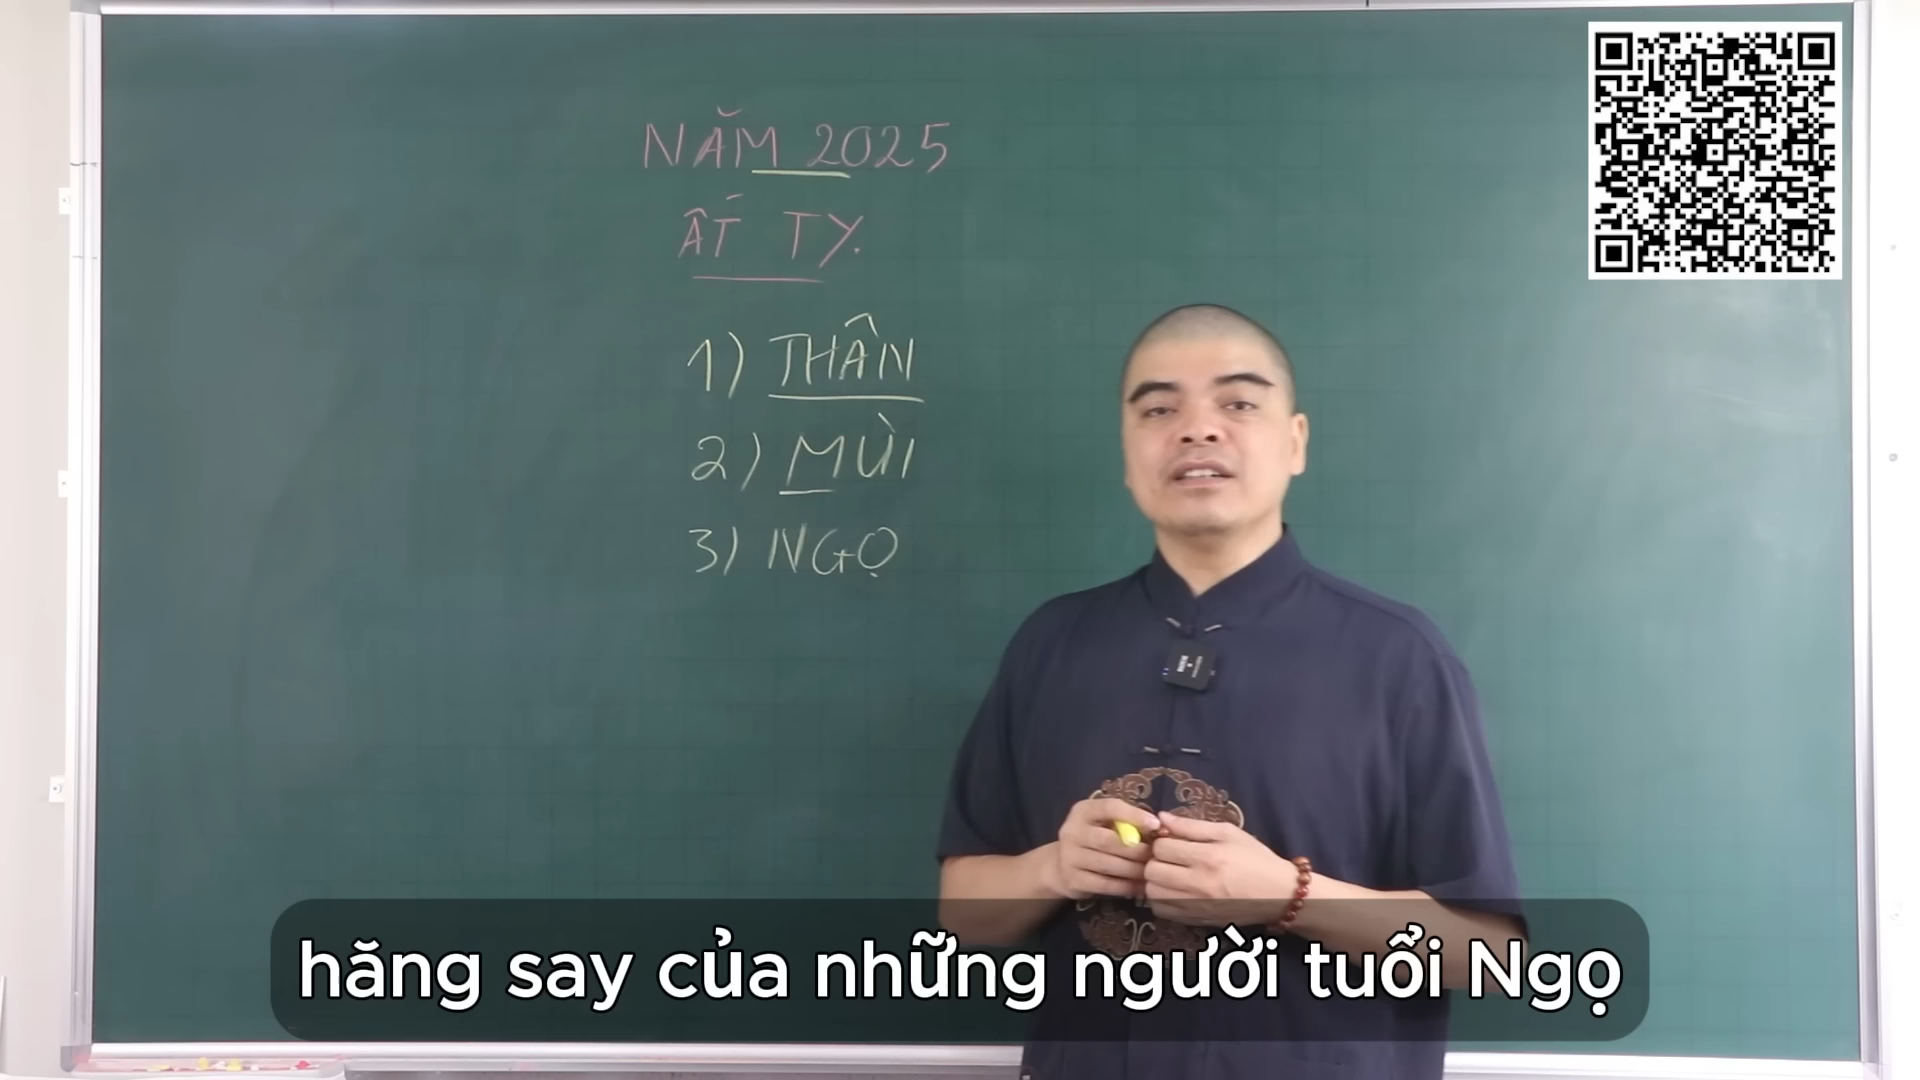 NĂM 2025
ẤT TỴ.
1) THÂN
2) MÙI
3) NGỌ
hăng say của những người tuổi Ngọ